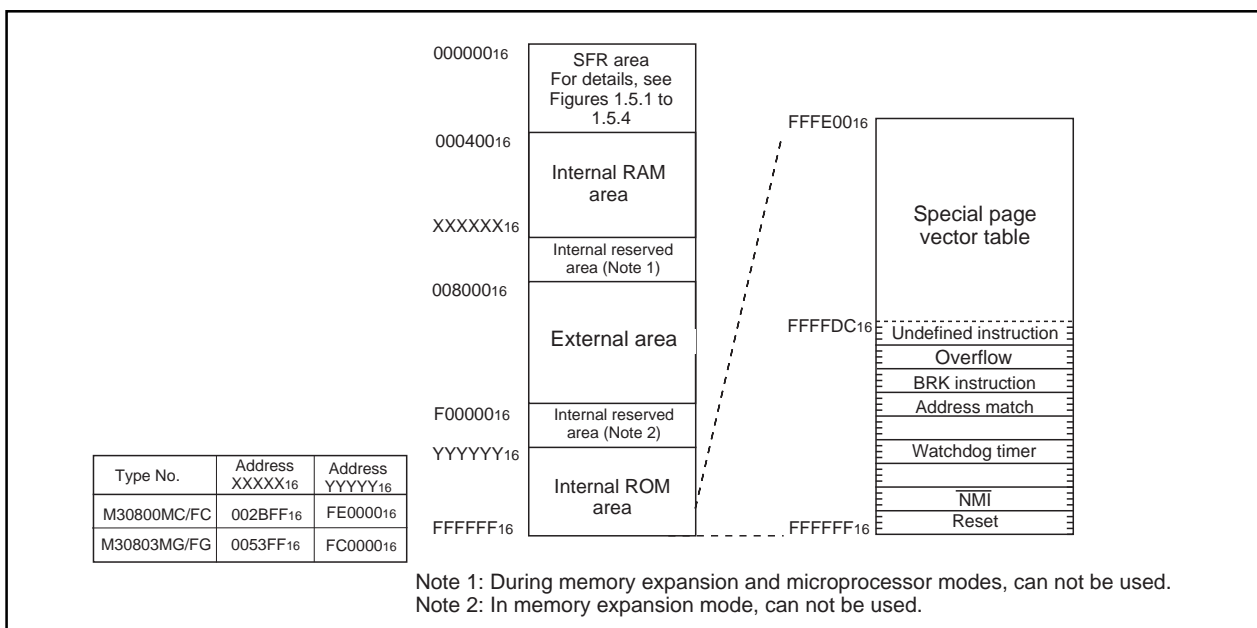 000000₁₆
SFR area
For details, see
Figures 1.5.1 to
1.5.4
000400₁₆
Internal RAM
area
XXXXXX₁₆
Internal reserved
area (Note 1)
008000₁₆
External area
F00000₁₆
Internal reserved
area (Note 2)
YYYYYY₁₆
Internal ROM
area
FFFFFF₁₆
FFFE00₁₆
Special page
vector table
FFFFDC₁₆
Undefined instruction
Overflow
BRK instruction
Address match
Watchdog timer
NMI
Reset
FFFFFF₁₆
Type No. Address XXXXX₁₆ Address YYYYY₁₆
M30800MC/FC 002BFF₁₆ FE0000₁₆
M30803MG/FG 0053FF₁₆ FC0000₁₆
Note 1: During memory expansion and microprocessor modes, can not be used.
Note 2: In memory expansion mode, can not be used.